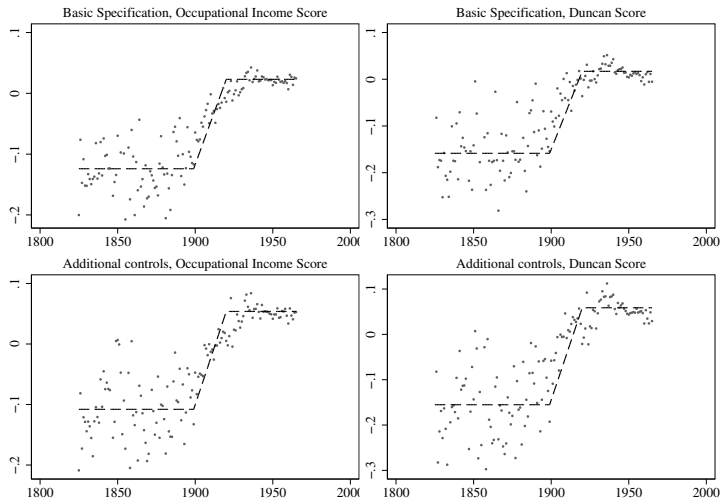 Basic Specification, Occupational Income Score
.1
0
-.1
-.2
1800 1850 1900 1950 2000
Basic Specification, Duncan Score
.1
0
-.1
-.2
-.3
1800 1850 1900 1950 2000
Additional controls, Occupational Income Score
.1
0
-.1
-.2
1800 1850 1900 1950 2000
Additional controls, Duncan Score
.1
0
-.1
-.2
-.3
1800 1850 1900 1950 2000